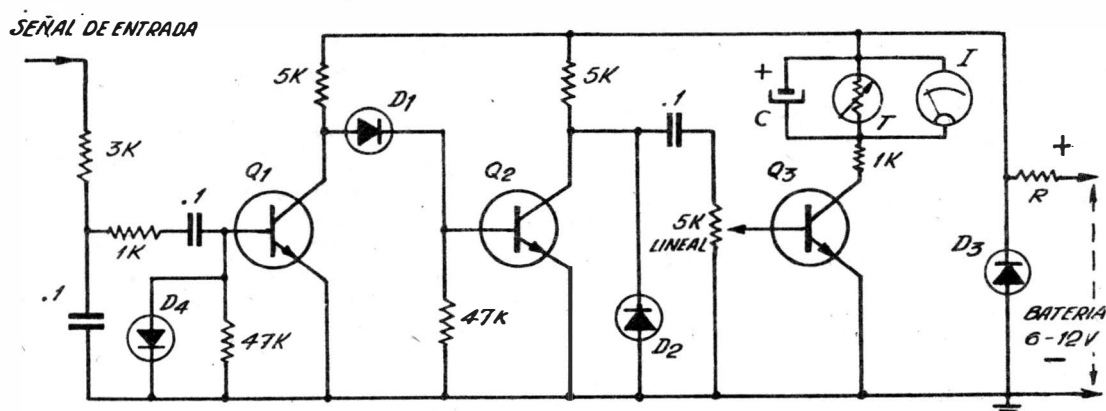 SEÑAL DE ENTRADA
3K
.1
1K
.1
D4
47K
Q1
5K
D1
47K
Q2
5K
D2
.1
5K
LINEAL
Q3
+
C
T
I
1K
D3
+
R
BATERIA
6-12V
−